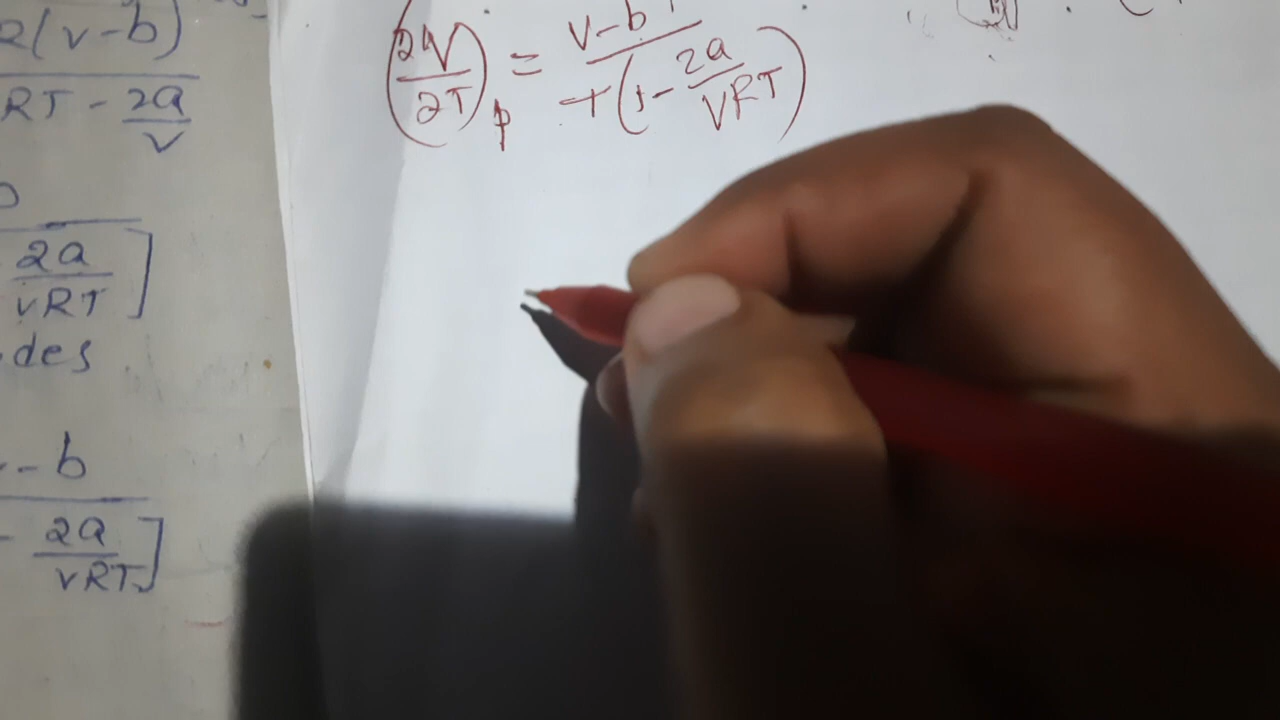 2(v-b)
RT - 2a/v
2a/vRT]
des
- b
- 2a/vRT]
(∂V/∂T)p = v-b / T(1 - 2a/VRT)